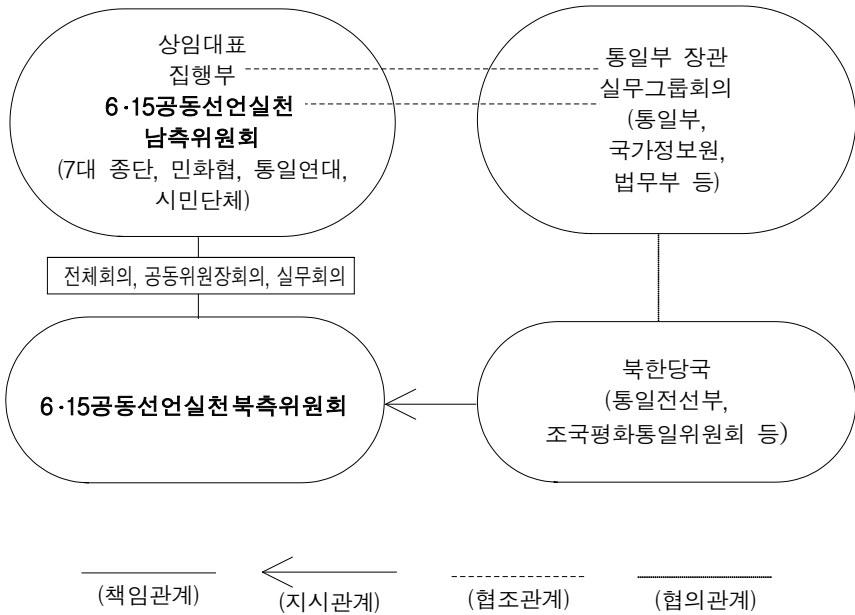 상임대표
집행부
6·15공동선언실천
남측위원회
(7대 종단, 민화협, 통일연대,
시민단체)
통일부 장관
실무그룹회의
(통일부,
국가정보원,
법무부 등)
전체회의, 공동위원장회의, 실무회의
6·15공동선언실천북측위원회
북한당국
(통일전선부,
조국평화통일위원회 등)
(책임관계)
(지시관계)
(협조관계)
(협의관계)